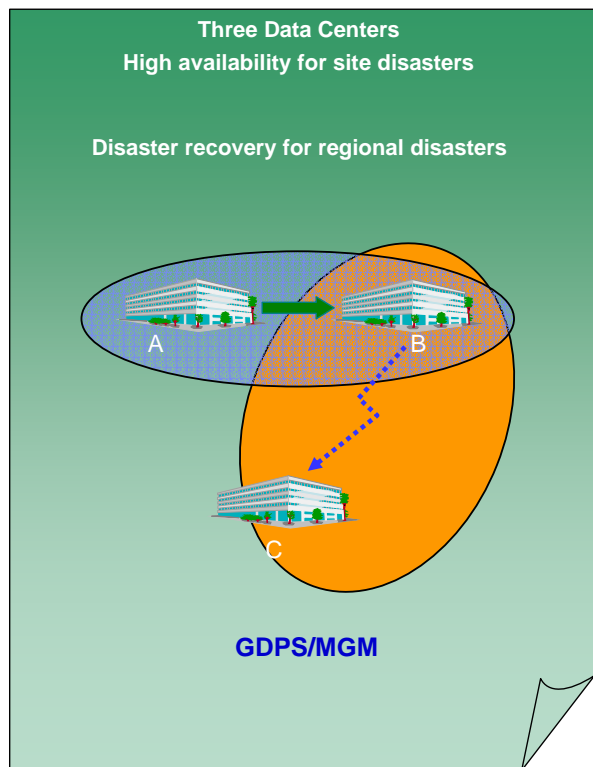 Three Data Centers
High availability for site disasters
Disaster recovery for regional disasters
A
B
C
GDPS/MGM